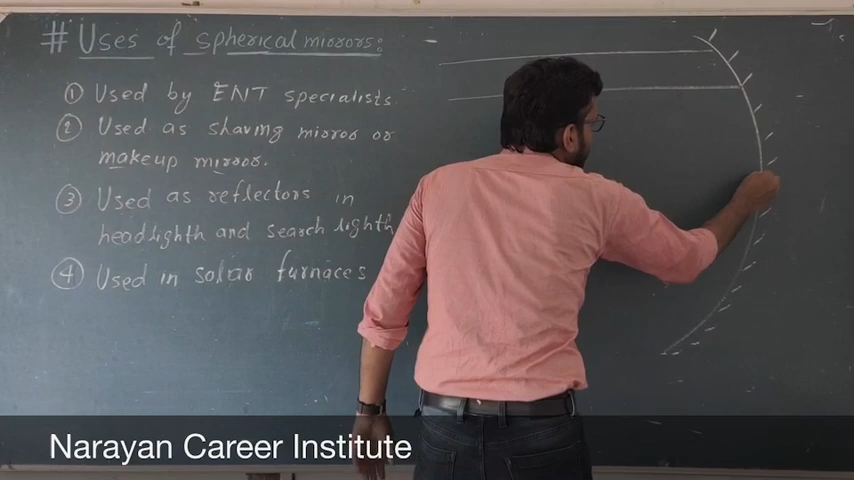 # Uses of spherical mirrors:
① Used by ENT specialists.
② Used as shaving mirror or
makeup mirror.
③ Used as reflectors in
headlighth and search lighth
④ Used in solar furnaces
Narayan Career Institute